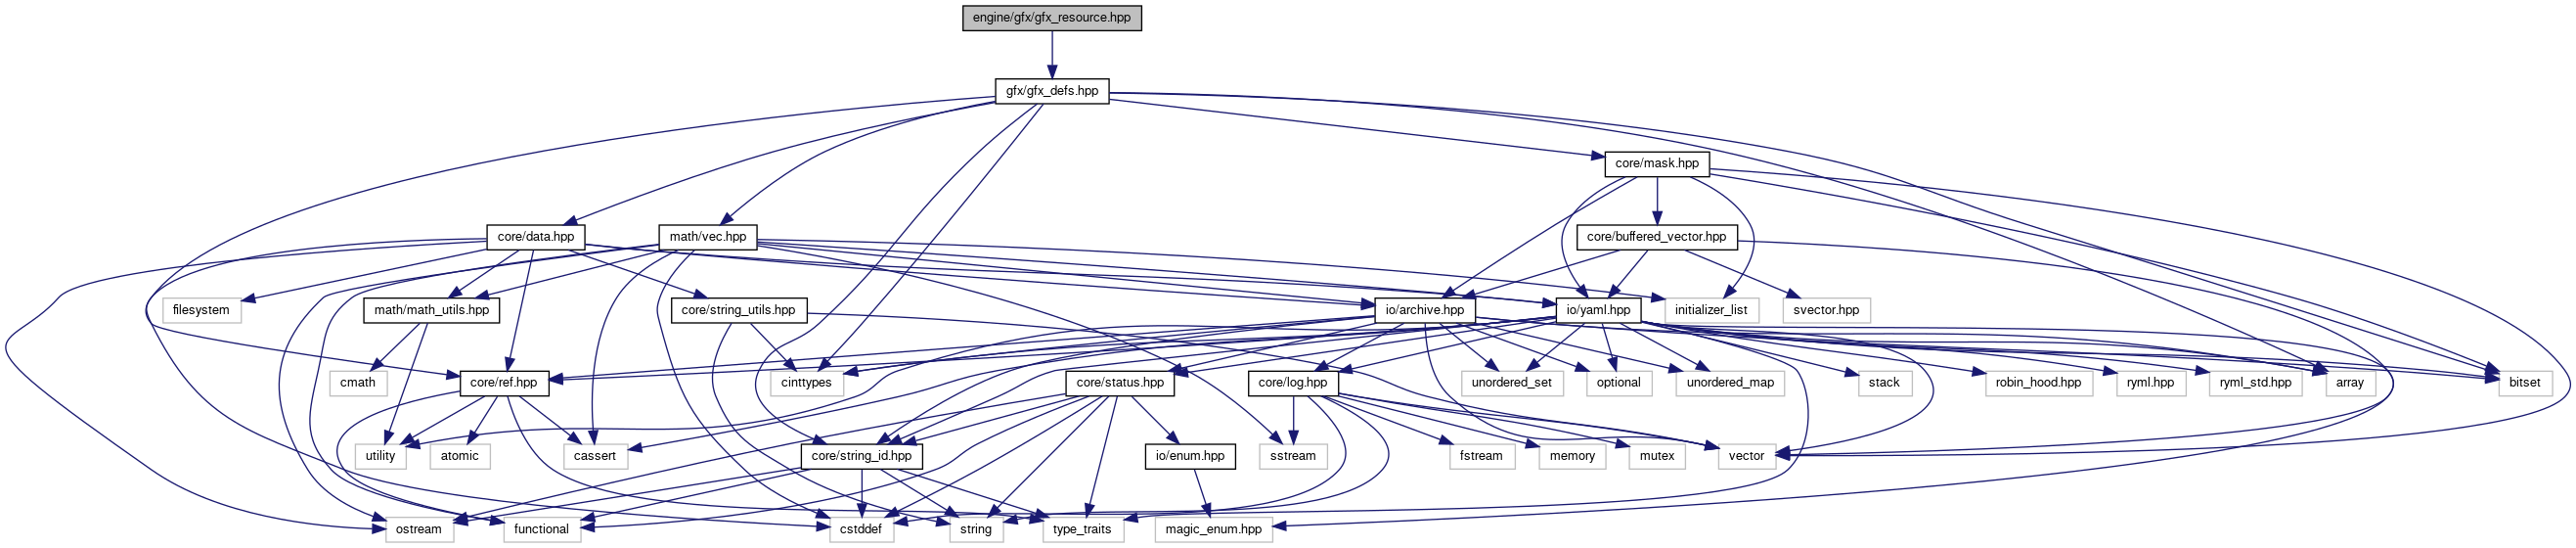 engine/gfx/gfx_resource.hpp
gfx/gfx_defs.hpp
core/mask.hpp
core/data.hpp
math/vec.hpp
core/buffered_vector.hpp
filesystem
math/math_utils.hpp
core/string_utils.hpp
io/archive.hpp
io/yaml.hpp
initializer_list
svector.hpp
cmath
core/ref.hpp
cinttypes
core/status.hpp
core/log.hpp
unordered_set
optional
unordered_map
stack
robin_hood.hpp
ryml.hpp
ryml_std.hpp
array
bitset
utility
atomic
cassert
core/string_id.hpp
io/enum.hpp
sstream
fstream
memory
mutex
vector
ostream
functional
cstddef
string
type_traits
magic_enum.hpp